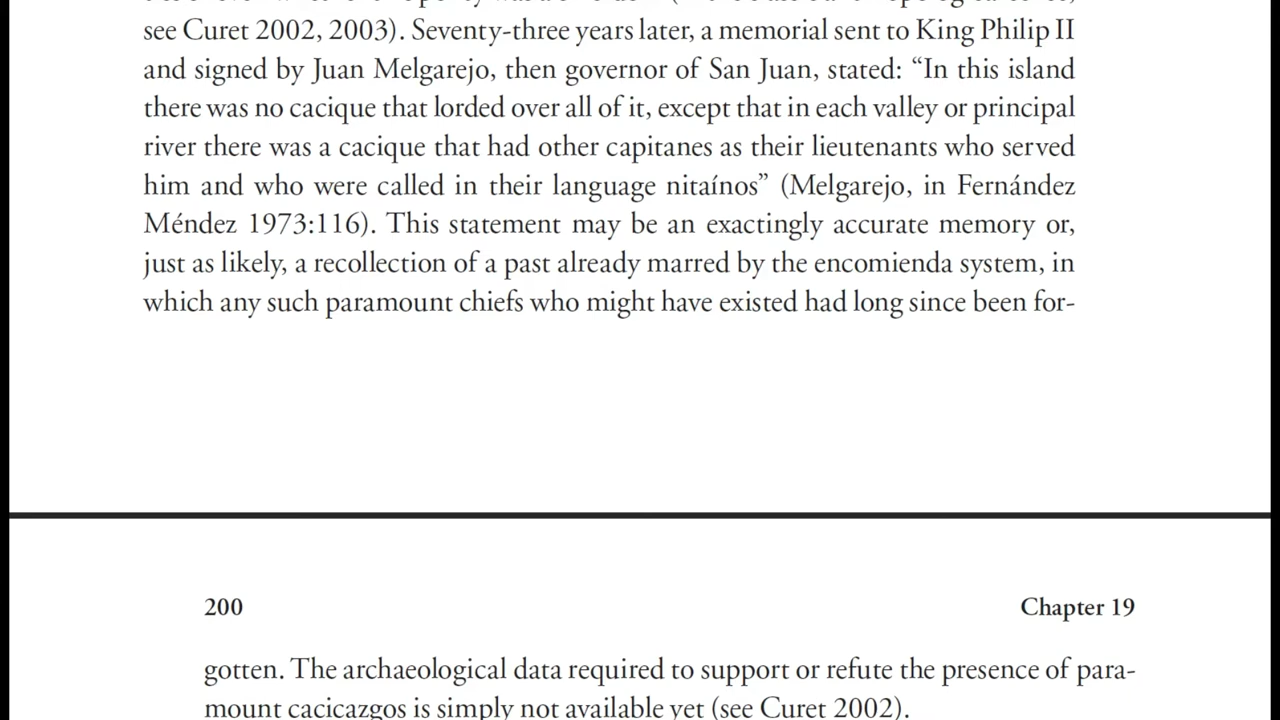 see Curet 2002, 2003). Seventy-three years later, a memorial sent to King Philip II
and signed by Juan Melgarejo, then governor of San Juan, stated: “In this island
there was no cacique that lorded over all of it, except that in each valley or principal
river there was a cacique that had other capitanes as their lieutenants who served
him and who were called in their language nitaínos” (Melgarejo, in Fernández
Méndez 1973:116). This statement may be an exactingly accurate memory or,
just as likely, a recollection of a past already marred by the encomienda system, in
which any such paramount chiefs who might have existed had long since been for-
200 Chapter 19
gotten. The archaeological data required to support or refute the presence of para-
mount cacicazgos is simply not available yet (see Curet 2002).